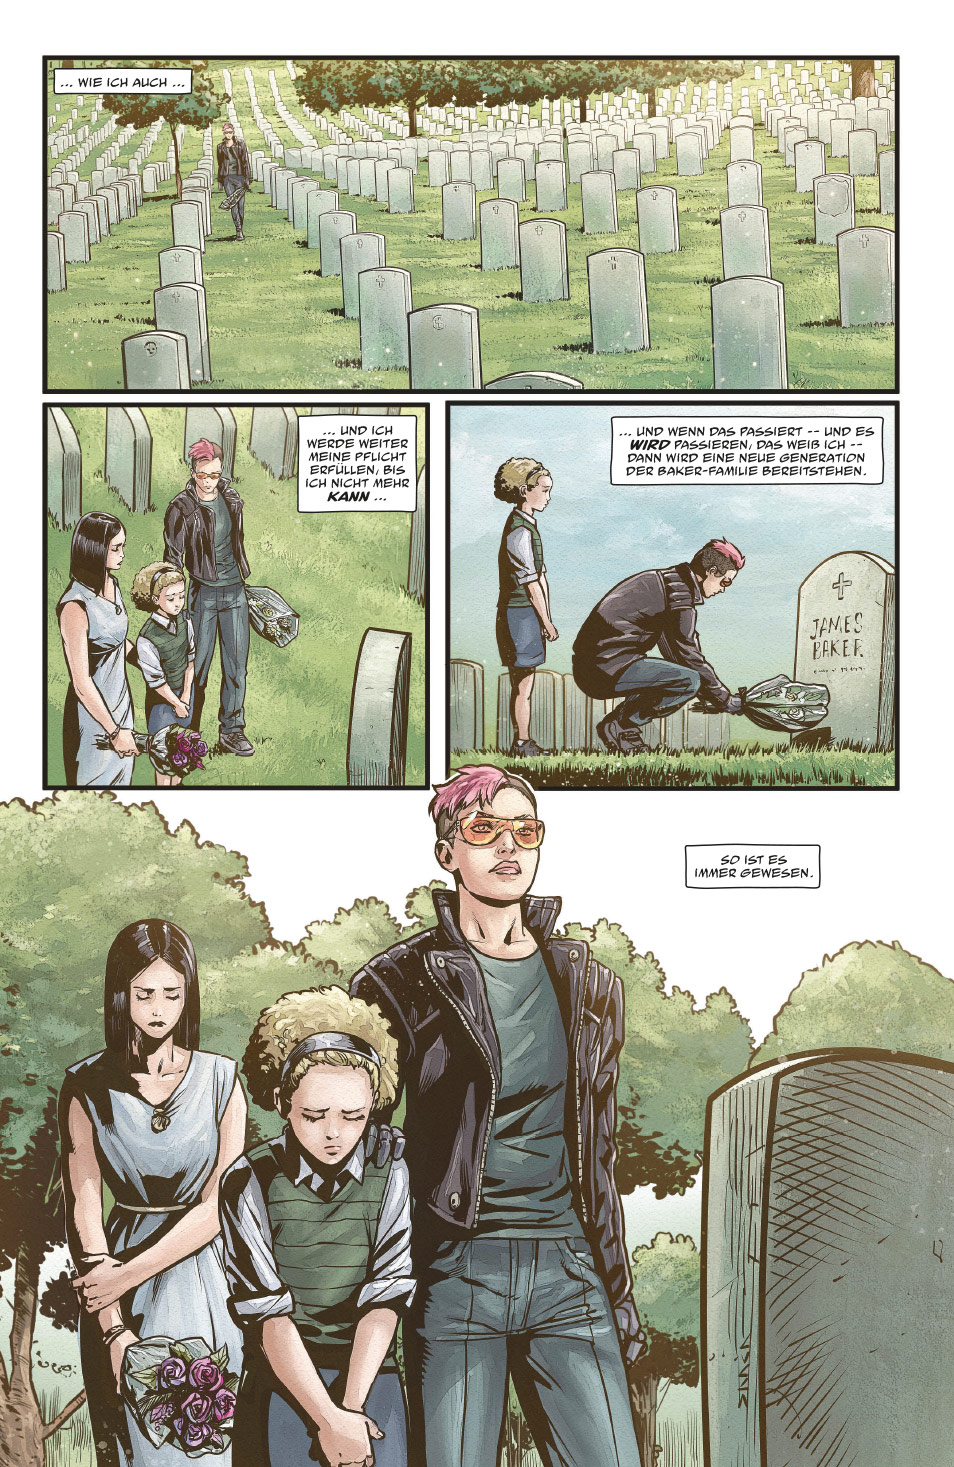 ... WIE ICH AUCH ...
... UND ICH
WERDE WEITER
MEINE PFLICHT
ERFÜLLEN, BIS
ICH NICHT MEHR
KANN ...
... UND WENN DAS PASSIERT -- UND ES
WIRD PASSIEREN, DAS WEIẞ ICH --
DANN WIRD EINE NEUE GENERATION
DER BAKER-FAMILIE BEREITSTEHEN.
JAMES
BAKER
SO IST ES
IMMER GEWESEN.